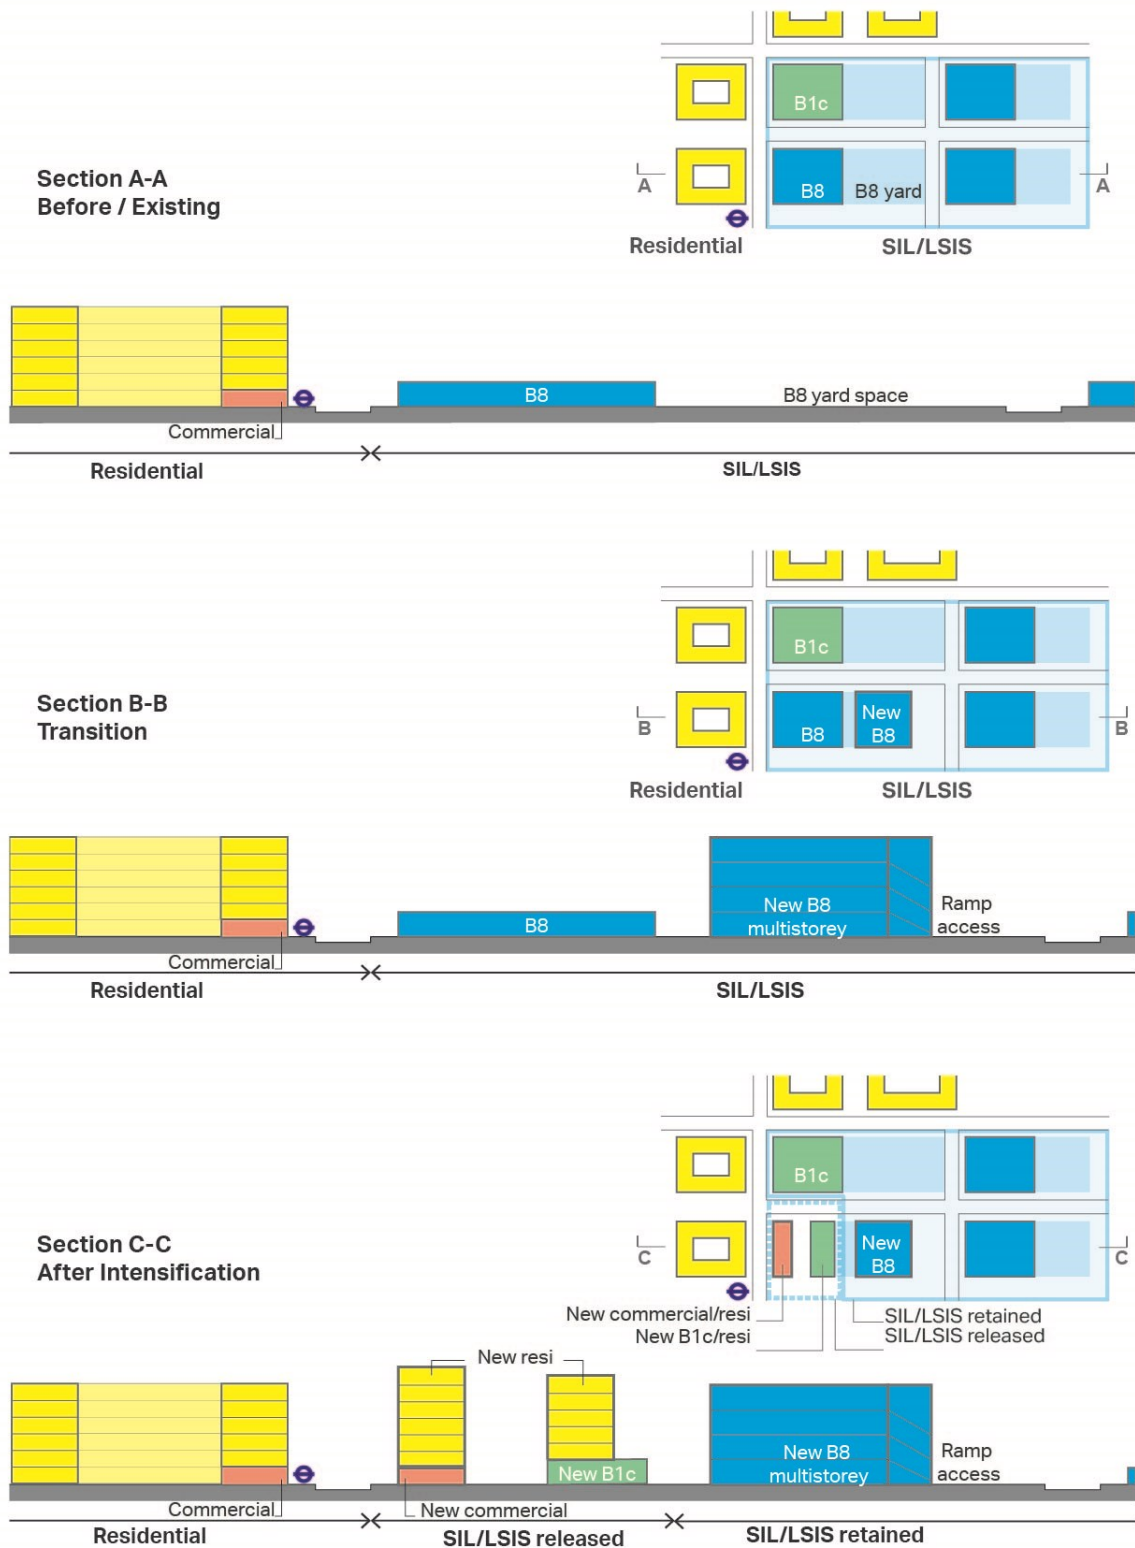 B1c
Section A-A
Before / Existing
A
B8
B8 yard
A
Residential
SIL/LSIS
B8
B8 yard space
Commercial
Residential
SIL/LSIS
B1c
Section B-B
Transition
B
B8
New
B8
B
Residential
SIL/LSIS
B8
New B8
multistorey
Ramp
access
Commercial
Residential
SIL/LSIS
B1c
Section C-C
After Intensification
C
New
B8
C
New commercial/resi
SIL/LSIS retained
New B1c/resi
SIL/LSIS released
New resi
New B1c
New B8
multistorey
Ramp
access
Commercial
New commercial
Residential
SIL/LSIS released
SIL/LSIS retained